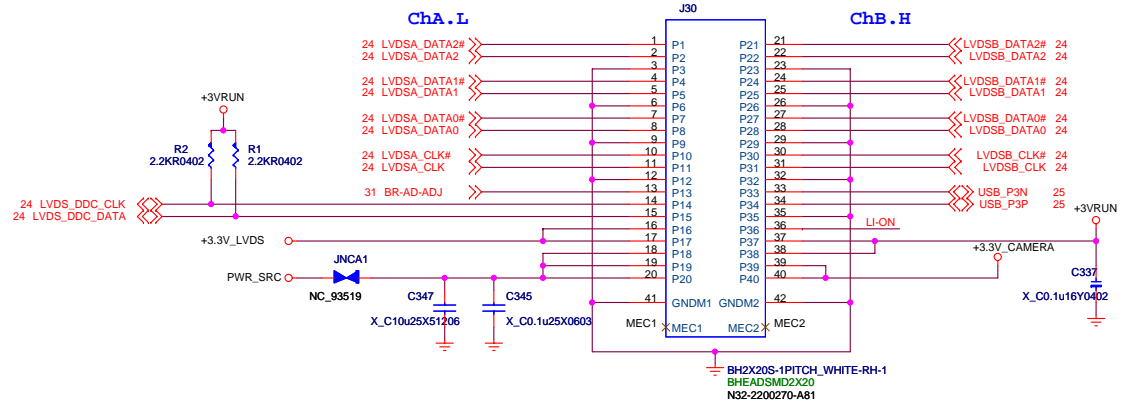 ChA.L J30 ChB.H
24 LVDSA_DATA2# 1 P1 P21 21 LVDSB_DATA2# 24
24 LVDSA_DATA2 2 P2 P22 22 LVDSB_DATA2 24
3 P3 P23 23
24 LVDSA_DATA1# 4 P4 P24 24 LVDSB_DATA1# 24
24 LVDSA_DATA1 5 P5 P25 25 LVDSB_DATA1 24
+3VRUN 6 P6 P26 26
24 LVDSA_DATA0# 7 P7 P27 27 LVDSB_DATA0# 24
24 LVDSA_DATA0 8 P8 P28 28 LVDSB_DATA0 24
R2 R1 9 P9 P29 29
2.2KR0402 2.2KR0402
24 LVDSA_CLK# 10 P10 P30 30 LVDSB_CLK# 24
24 LVDSA_CLK 11 P11 P31 31 LVDSB_CLK 24
12 P12 P32 32
31 BR-AD-ADJ 13 P13 P33 33 USB_P3N 25
24 LVDS_DDC_CLK 14 P14 P34 34 USB_P3P 25
24 LVDS_DDC_DATA 15 P15 P35 35 +3VRUN
16 P16 P36 36 LI-ON
+3.3V_LVDS 17 P17 P37 37
18 P18 P38 38 +3.3V_CAMERA
JNCA1 19 P19 P39 39
PWR_SRC 20 P20 P40 40 C337
NC_93519 C347 C345 41 GNDM1 GNDM2 42 X_C0.1u16Y0402
X_C10u25X51206 X_C0.1u25X0603
MEC1 MEC1 MEC2 MEC2
BH2X20S-1PITCH_WHITE-RH-1
BHEADSMD2X20
N32-2200270-A81